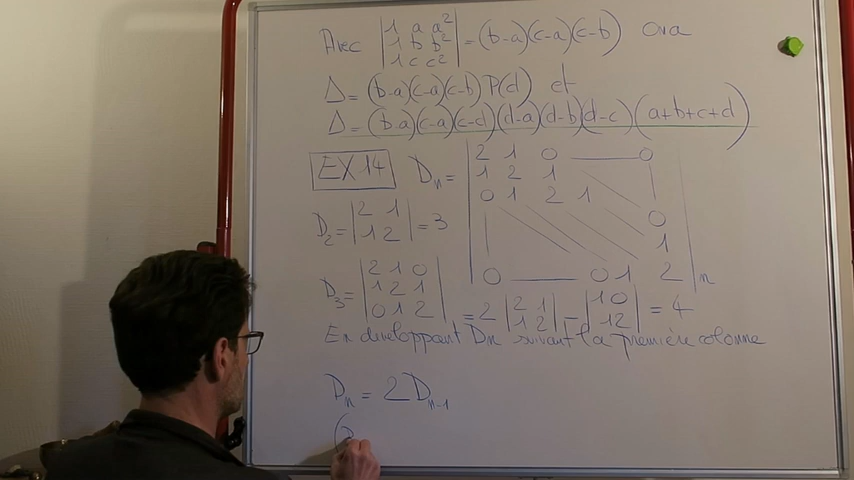 Avec | 1 a a² | = (b-a)(c-a)(c-b) on a
| 1 b b² |
| 1 c c² |
Δ = (b-a)(c-a)(c-b) P(d) et
Δ = (b-a)(c-a)(c-d)(d-a)(d-b)(d-c)(a+b+c+d)
EX 14 Dn = | 2 1 0 — 0
1 2 1
0 1 2 1
0
1
0 — 0 1 2 | n
D2 = | 2 1 | = 3
| 1 2 |
D3 = | 2 1 0 |
| 1 2 1 |
| 0 1 2 | = 2 | 2 1 | - | 1 0 | = 4
| 1 2 | | 1 2 |
En développant Dn suivant la première colonne
Dn = 2Dn-1
(